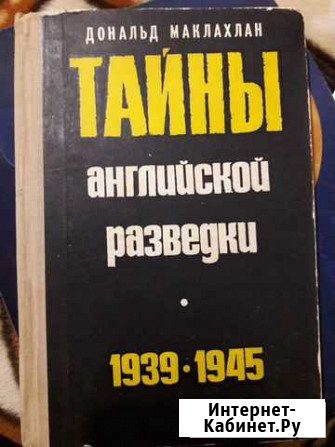 ДОНАЛЬД МАКЛАХЛАН
ТАЙНЫ
английской
разведки
•
1939•1945
Интернет-
Кабинет.Ру